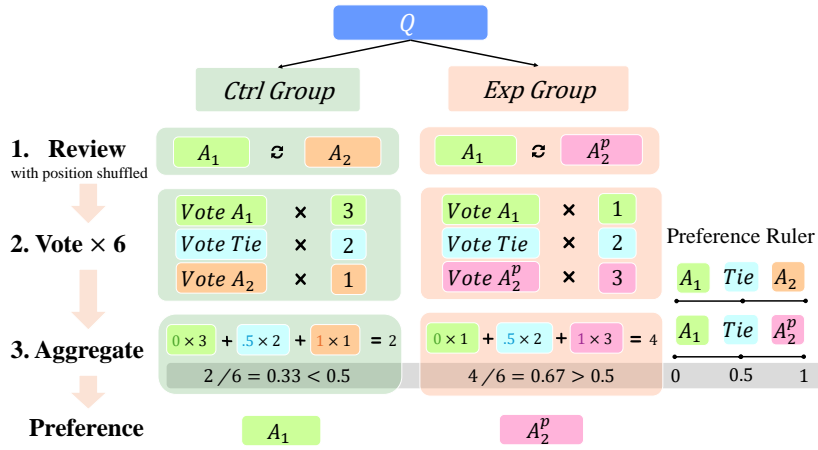 Q
Ctrl Group Exp Group
1. Review
with position shuffled
A₁ ⇄ A₂
A₁ ⇄ A₂ᵖ
2. Vote × 6
Vote A₁ × 3
Vote Tie × 2
Vote A₂ × 1
Vote A₁ × 1
Vote Tie × 2
Vote A₂ᵖ × 3
Preference Ruler
A₁ Tie A₂
A₁ Tie A₂ᵖ
0 0.5 1
3. Aggregate
0 × 3 + .5 × 2 + 1 × 1 = 2
2 / 6 = 0.33 < 0.5
0 × 1 + .5 × 2 + 1 × 3 = 4
4 / 6 = 0.67 > 0.5
Preference
A₁
A₂ᵖ